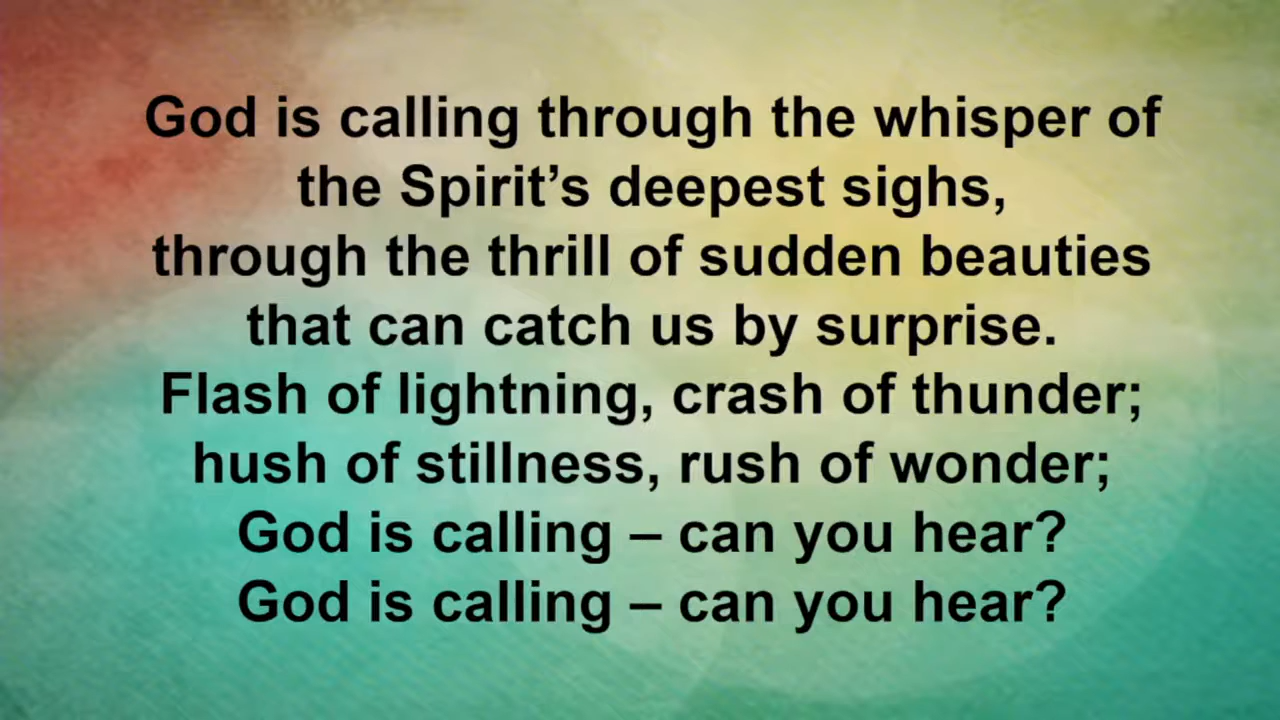 God is calling through the whisper of
the Spirit’s deepest sighs,
through the thrill of sudden beauties
that can catch us by surprise.
Flash of lightning, crash of thunder;
hush of stillness, rush of wonder;
God is calling – can you hear?
God is calling – can you hear?